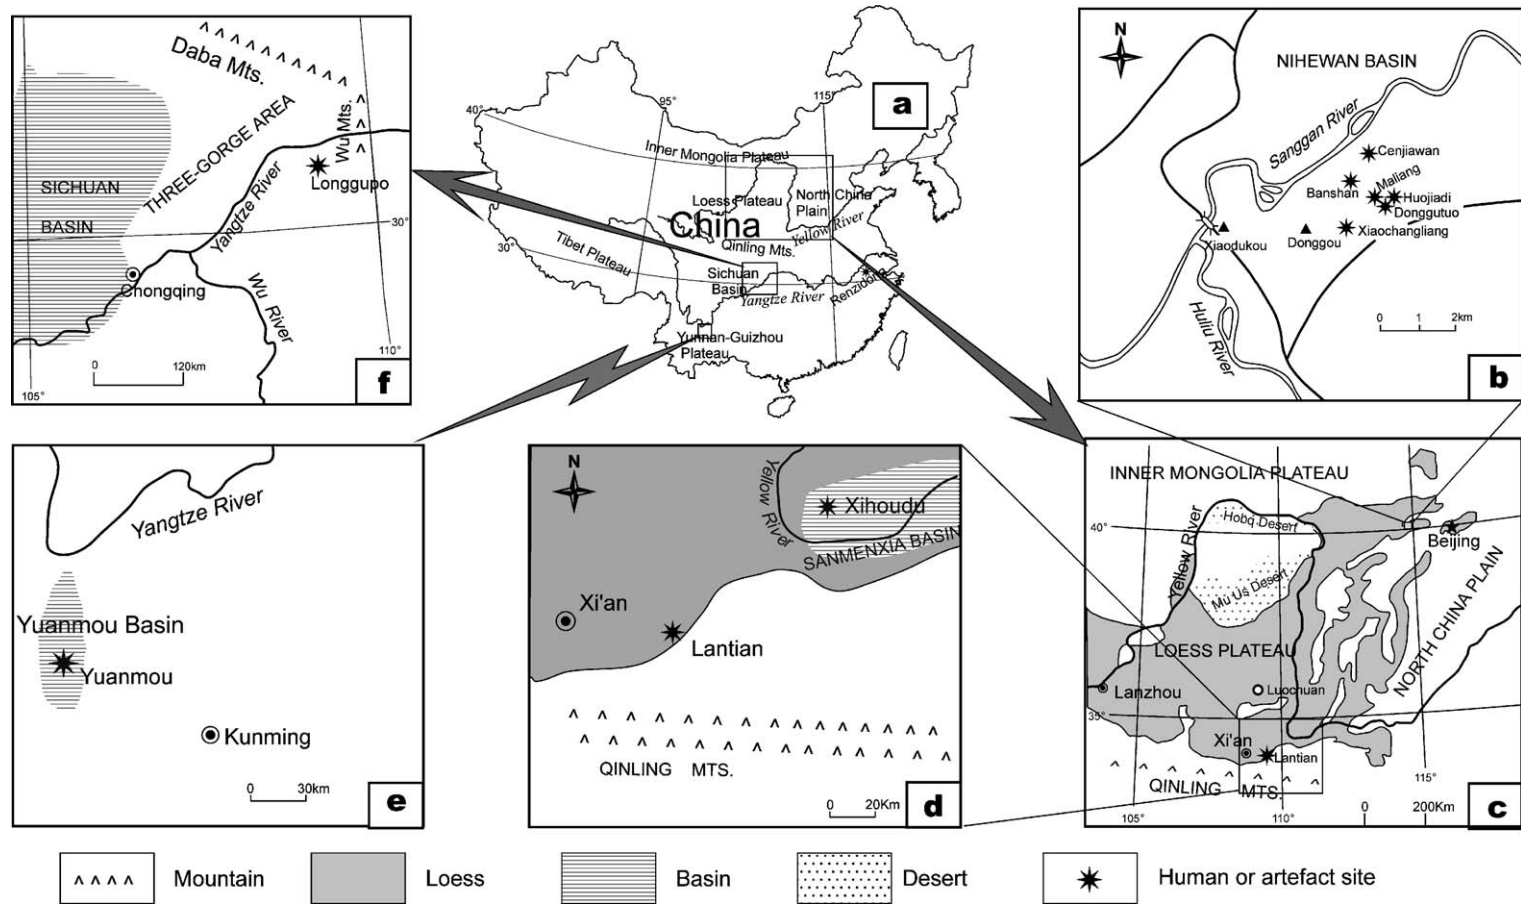 Daba Mts.
THREE-GORGE AREA
Wu Mts.
Longgupo
SICHUAN
BASIN
Yangtze River
30°
Chongqing
Wu River
0 120km
105°
110°
f
a
95°
115°
40°
Inner Mongolia Plateau
Loess Plateau
North China
Plain
China
Yellow River
30°
Qinling Mts.
Tibet Plateau
Sichuan
Basin
Yangtze River
Yunnan-Guizhou
Plateau
N
NIHEWAN BASIN
Sanggan River
Cenjiawan
Banshan
Maliang
Huojiadi
Donggutuo
Xiaochangliang
Xiaodukou
Donggou
Huliu River
0 1 2km
b
Yangtze River
Yuanmou Basin
Yuanmou
Kunming
0 30km
e
N
Yellow River
Xihoudu
SANMENXIA BASIN
Xi'an
Lantian
QINLING MTS.
0 20Km
d
INNER MONGOLIA PLATEAU
Hobq Desert
40°
Beijing
Yellow River
Mu Us Desert
LOESS PLATEAU
NORTH CHINA PLAIN
Lanzhou
Luochuan
35°
Xi'an
Lantian
115°
QINLING MTS.
105°
110°
0 200Km
c
Mountain
Loess
Basin
Desert
Human or artefact site